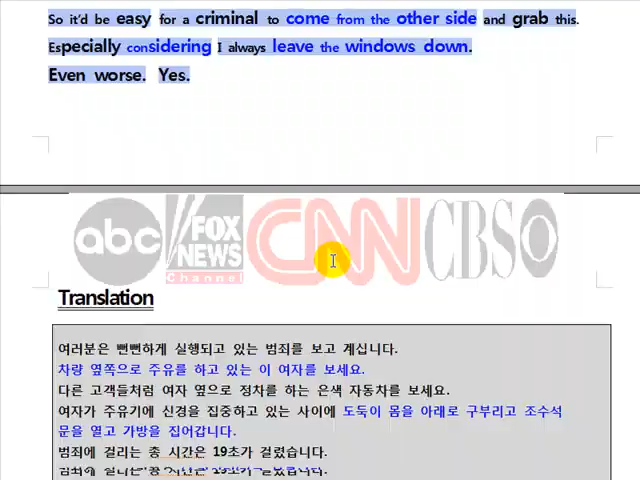 So it'd be easy for a criminal to come from the other side and grab this.
Especially considering I always leave the windows down.
Even worse. Yes.
abc FOX NEWS Channel CNN CBS
Translation
여러분은 뻔뻔하게 실행되고 있는 범죄를 보고 계십니다.
차량 옆쪽으로 주유를 하고 있는 이 여자를 보세요.
다른 고객들처럼 여자 옆으로 정차를 하는 은색 자동차를 보세요.
여자가 주유기에 신경을 집중하고 있는 사이에 도둑이 몸을 아래로 구부리고 조수석
문을 열고 가방을 집어갑니다.
범죄에 걸리는 총 시간은 19초가 걸렸습니다.